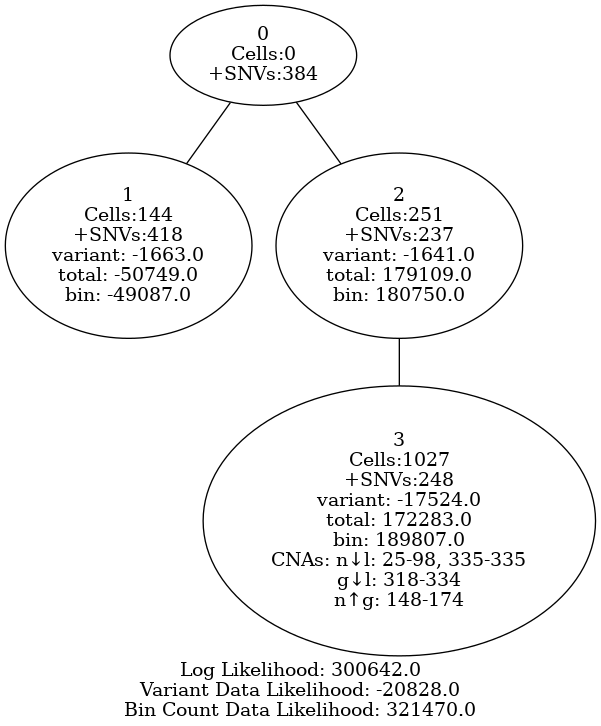 0
Cells:0
+SNVs:384
1
Cells:144
+SNVs:418
variant: -1663.0
total: -50749.0
bin: -49087.0
2
Cells:251
+SNVs:237
variant: -1641.0
total: 179109.0
bin: 180750.0
3
Cells:1027
+SNVs:248
variant: -17524.0
total: 172283.0
bin: 189807.0
CNAs: n↓l: 25-98, 335-335
g↓l: 318-334
n↑g: 148-174
Log Likelihood: 300642.0
Variant Data Likelihood: -20828.0
Bin Count Data Likelihood: 321470.0